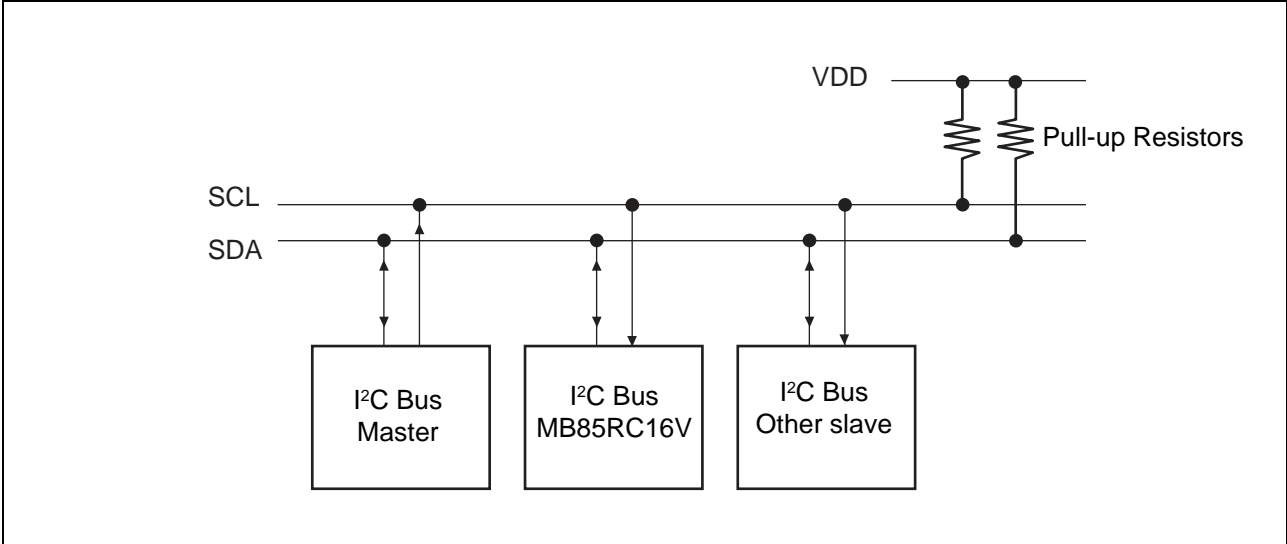 VDD
Pull-up Resistors
SCL
SDA
I²C Bus
Master
I²C Bus
MB85RC16V
I²C Bus
Other slave